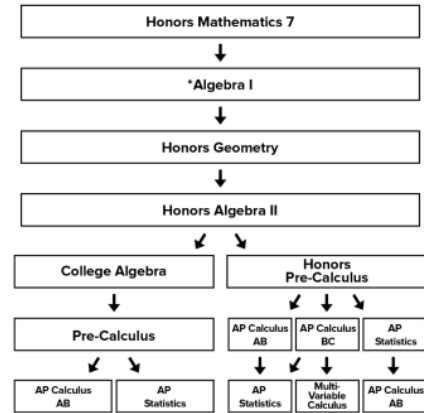 Honors Mathematics 7
*Algebra I
Honors Geometry
Honors Algebra II
College Algebra
Honors
Pre-Calculus
Pre-Calculus
AP Calculus
AB
AP Calculus
BC
AP
Statistics
AP Calculus
AB
AP
Statistics
AP
Statistics
Multi-
Variable
Calculus
AP Calculus
AB